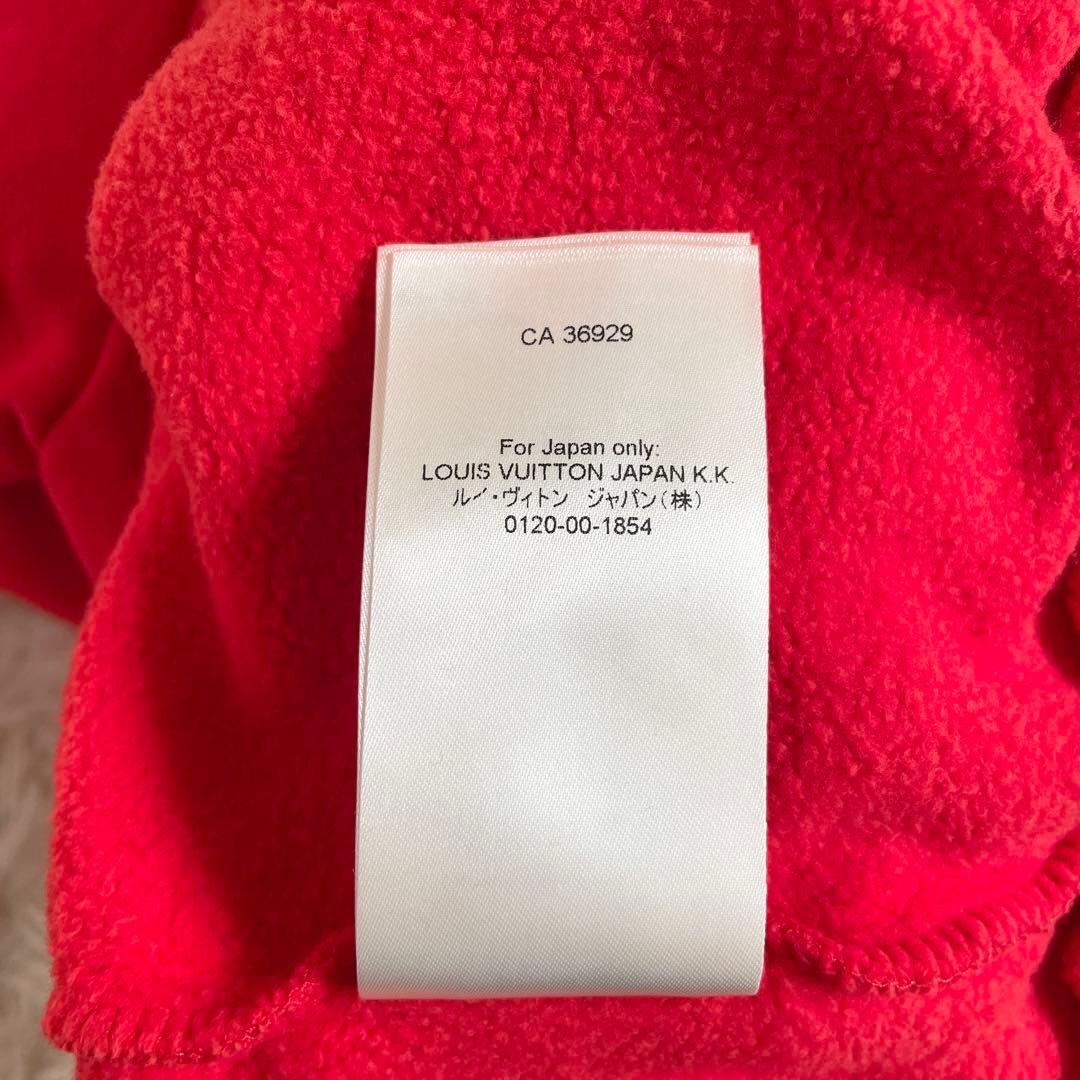 CA 36929
For Japan only:
LOUIS VUITTON JAPAN K.K.
ルイ・ヴィトン　ジャパン（株）
0120-00-1854